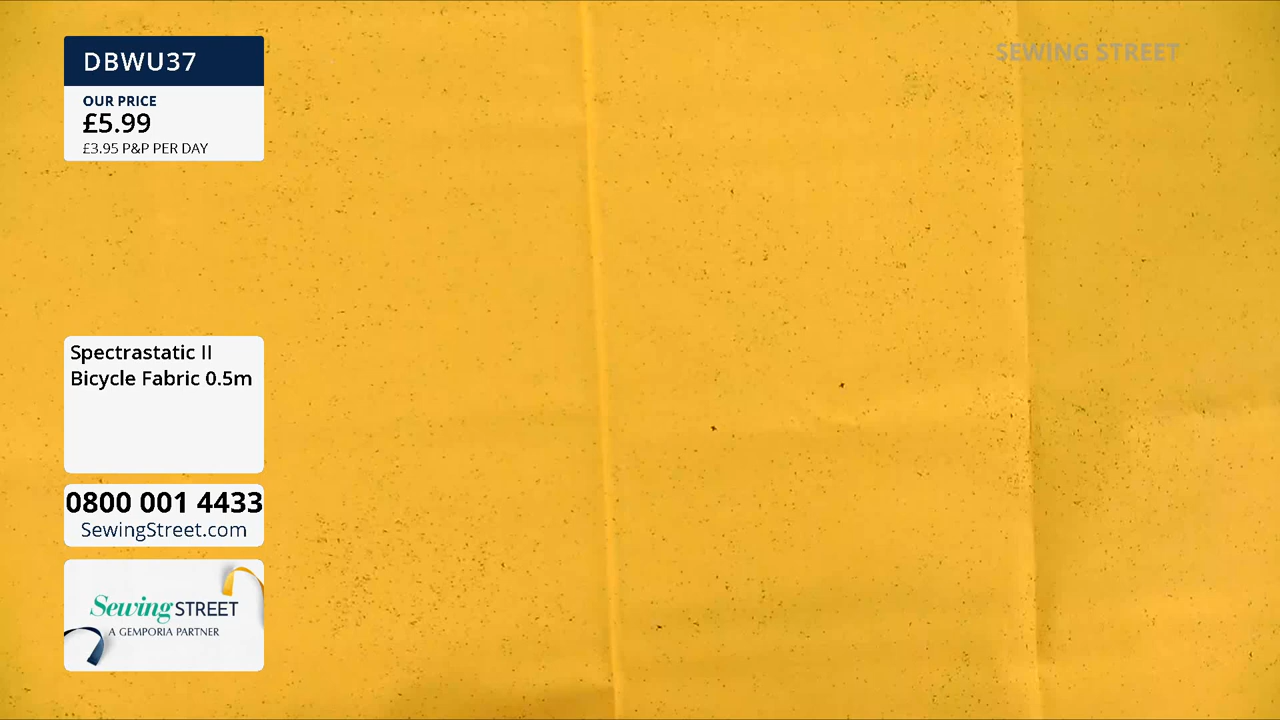 DBWU37
OUR PRICE
£5.99
£3.95 P&P PER DAY
SEWING STREET
Spectrastatic II
Bicycle Fabric 0.5m
0800 001 4433
SewingStreet.com
Sewing STREET
A GEMPORIA PARTNER